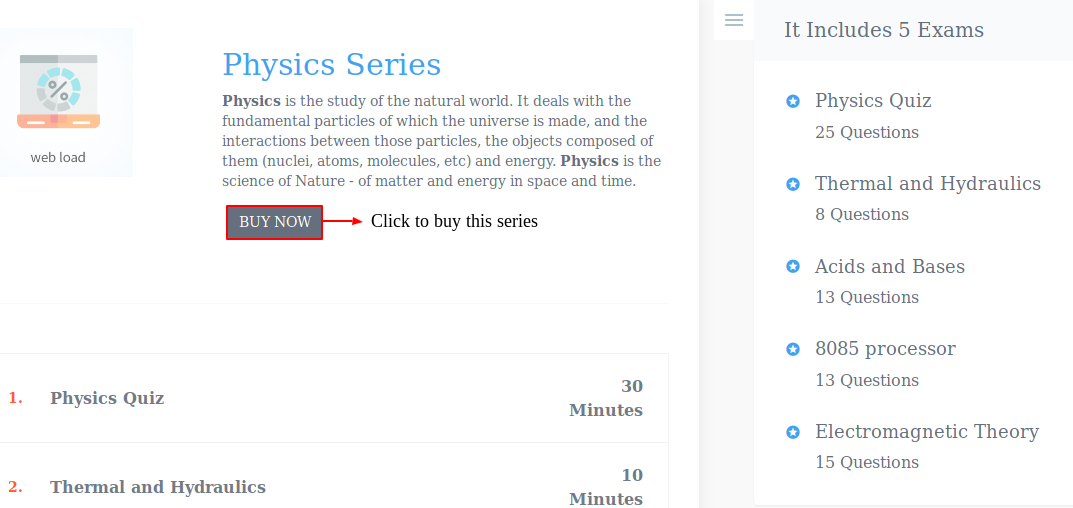 web load
Physics Series
Physics is the study of the natural world. It deals with the
fundamental particles of which the universe is made, and the
interactions between those particles, the objects composed of
them (nuclei, atoms, molecules, etc) and energy. Physics is the
science of Nature - of matter and energy in space and time.
BUY NOW
Click to buy this series
1. Physics Quiz 30
Minutes
2. Thermal and Hydraulics 10
Minutes
It Includes 5 Exams
Physics Quiz
25 Questions
Thermal and Hydraulics
8 Questions
Acids and Bases
13 Questions
8085 processor
13 Questions
Electromagnetic Theory
15 Questions